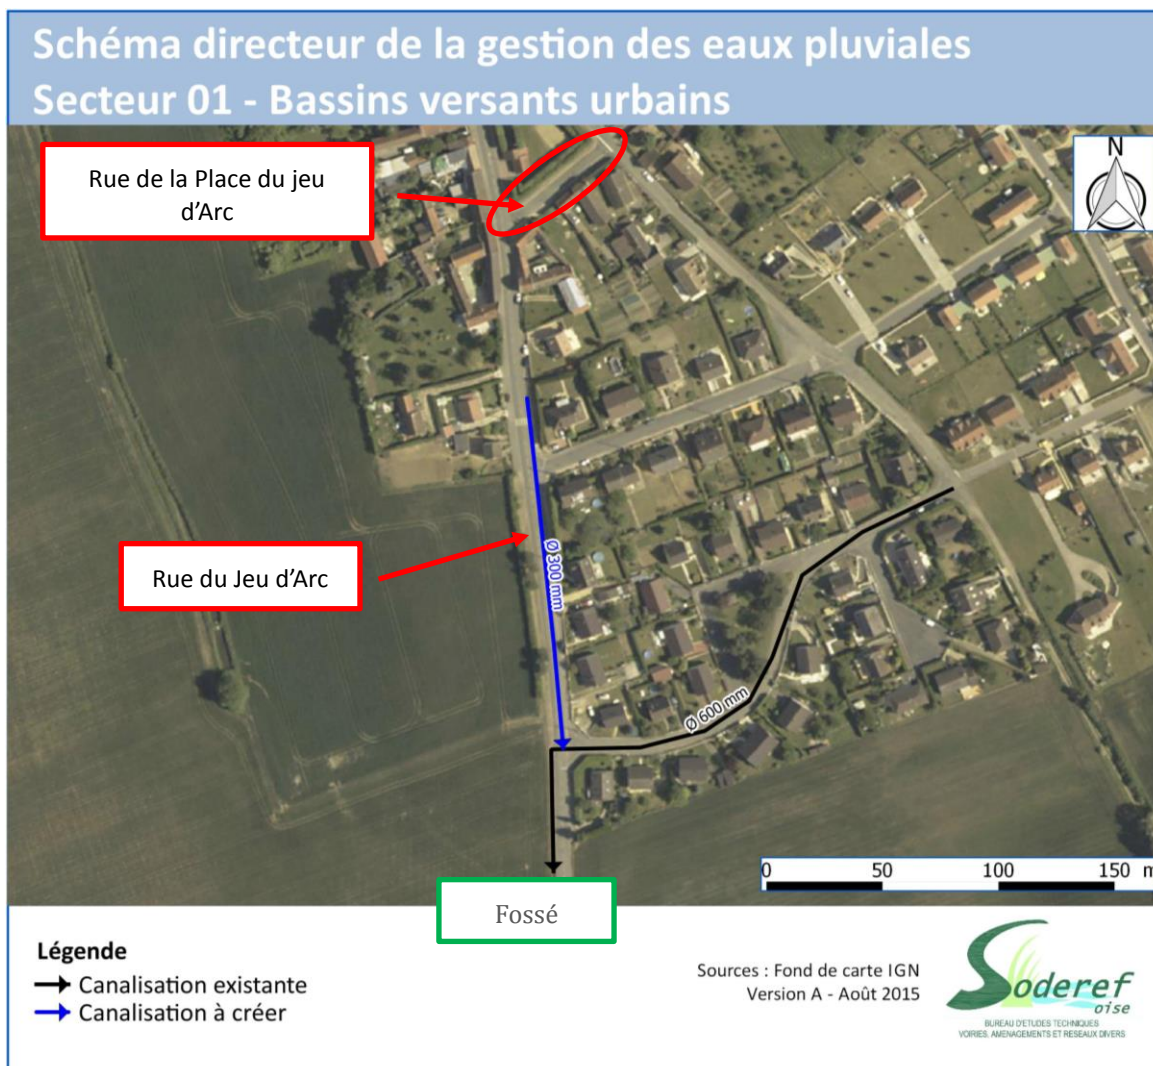 Schéma directeur de la gestion des eaux pluviales
Secteur 01 - Bassins versants urbains
N
Rue de la Place du jeu
d'Arc
Rue du Jeu d'Arc
Ø 300 mm
Ø 600 mm
0 50 100 150 m
Fossé
Légende
Canalisation existante
Canalisation à créer
Sources : Fond de carte IGN
Version A - Août 2015
Soderef
oise
BUREAU D'ETUDES TECHNIQUES
VOIRIES, AMENAGEMENTS ET RESEAUX DIVERS